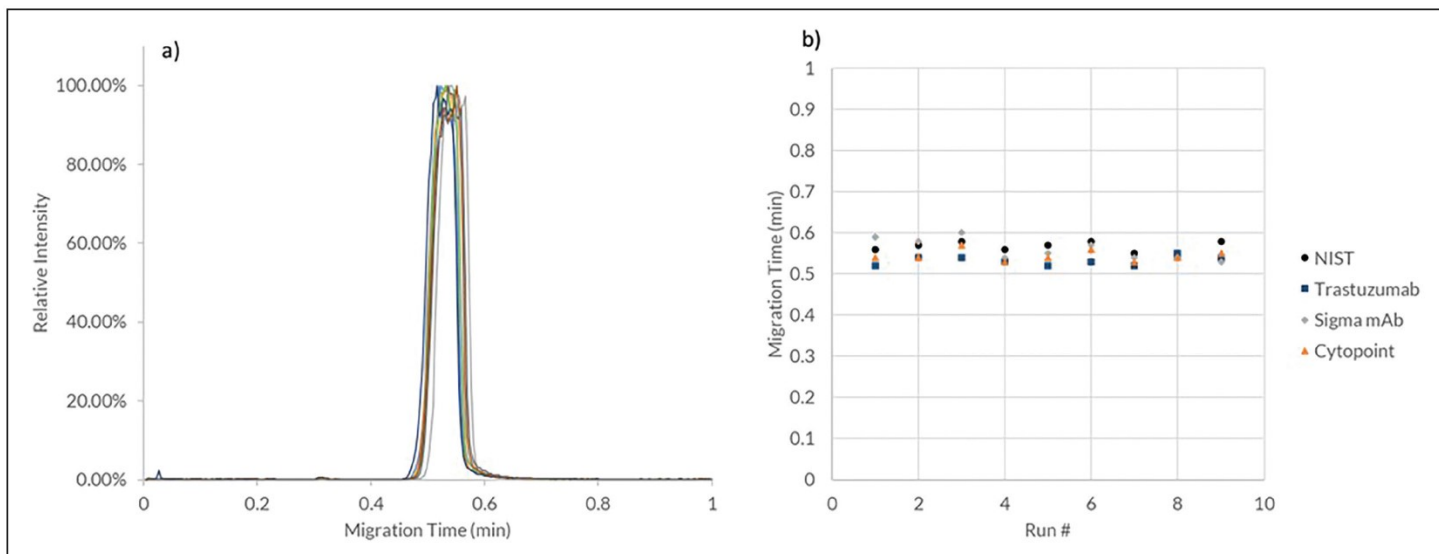 a)
100.00%
80.00%
60.00%
40.00%
20.00%
0.00%
Relative Intensity
0
0.2
0.4
0.6
0.8
1
Migration Time (min)
b)
1
0.9
0.8
0.7
0.6
0.5
0.4
0.3
0.2
0.1
0
Migration Time (min)
0
2
4
6
8
10
Run #
NIST
Trastuzumab
Sigma mAb
Cytopoint